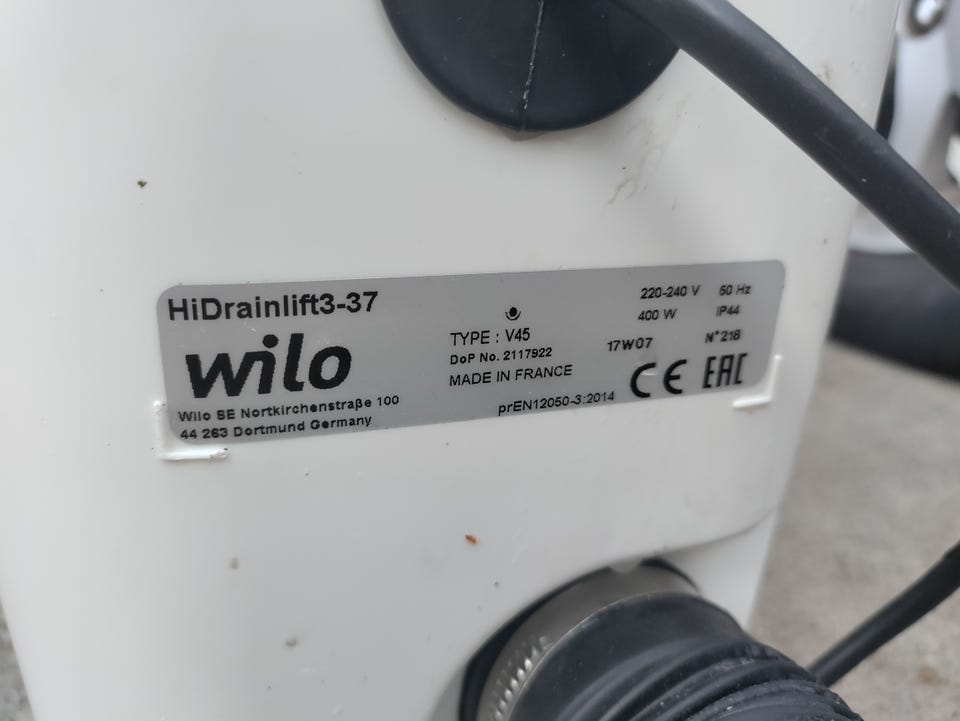 HiDrainlift3-37
wilo
Wilo SE Nortkirchenstraße 100
44 263 Dortmund Germany
TYPE : V45
DoP No. 2117922
MADE IN FRANCE
prEN12050-3:2014
220-240 V 50 Hz
400 W IP44
17W07 N°218
CE EAC